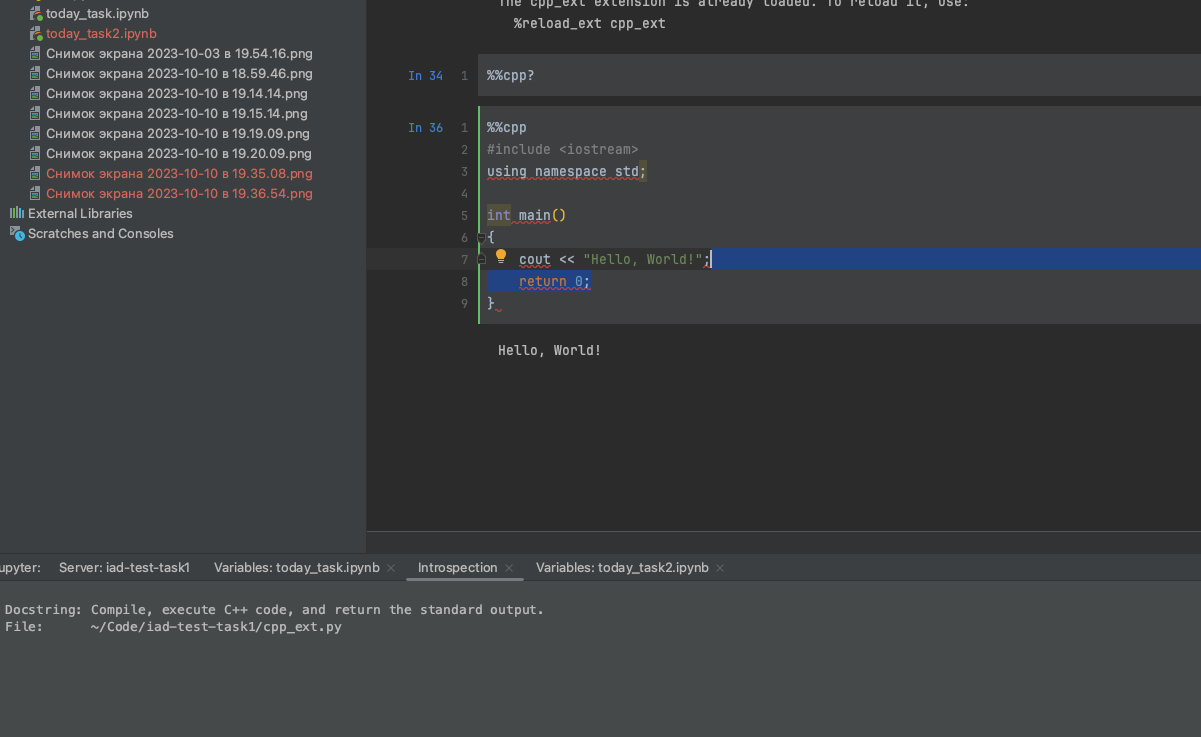 today_task.ipynb
today_task2.ipynb
Снимок экрана 2023-10-03 в 19.54.16.png
Снимок экрана 2023-10-10 в 18.59.46.png
Снимок экрана 2023-10-10 в 19.14.14.png
Снимок экрана 2023-10-10 в 19.15.14.png
Снимок экрана 2023-10-10 в 19.19.09.png
Снимок экрана 2023-10-10 в 19.20.09.png
Снимок экрана 2023-10-10 в 19.35.08.png
Снимок экрана 2023-10-10 в 19.36.54.png
External Libraries
Scratches and Consoles
The cpp_ext extension is already loaded. To reload it, use:
%reload_ext cpp_ext
In 34 1 %%cpp?
In 36 1 %%cpp
2 #include <iostream>
3 using namespace std;
4
5 int main()
6 {
7 cout << "Hello, World!";
8 return 0;
9 }
Hello, World!
upyter: Server: iad-test-task1 Variables: today_task.ipynb Introspection Variables: today_task2.ipynb
Docstring: Compile, execute C++ code, and return the standard output.
File: ~/Code/iad-test-task1/cpp_ext.py